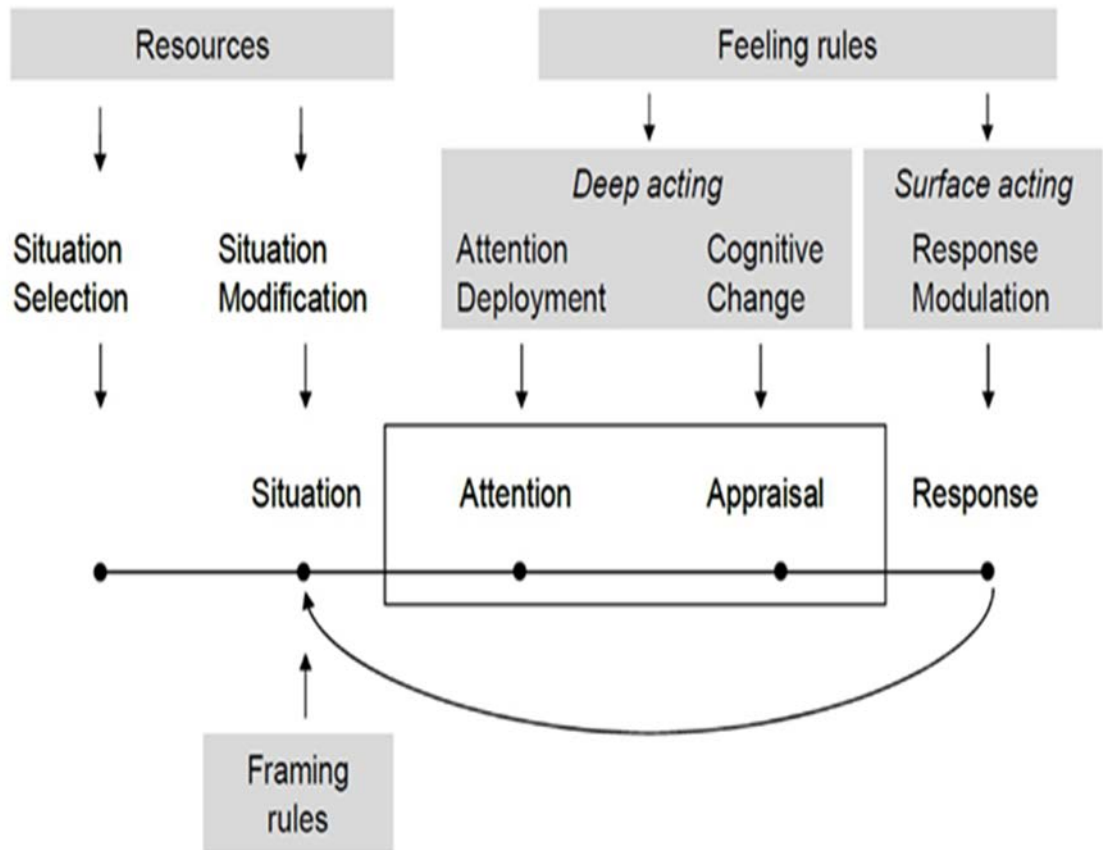 Resources
Feeling rules
Deep acting
Surface acting
Situation
Selection
Situation
Modification
Attention
Deployment
Cognitive
Change
Response
Modulation
Situation
Attention
Appraisal
Response
Framing
rules